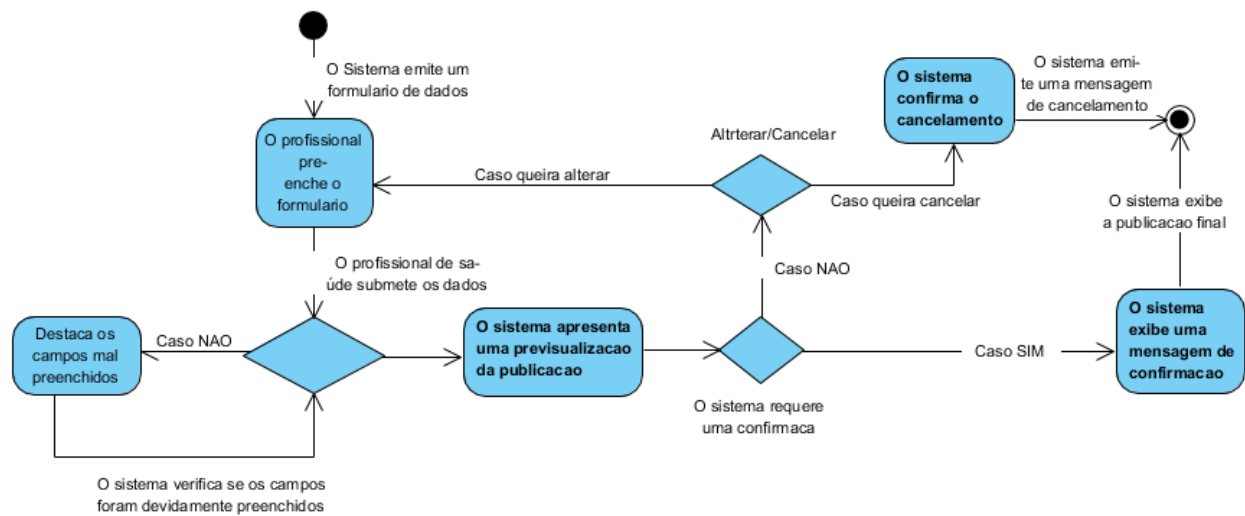 O Sistema emite um
formulario de dados
O profissional
pre-
enche o
formulario
O profissional de sa-
úde submete os dados
Destaca os
campos mal
preenchidos
Caso NAO
O sistema verifica se os campos
foram devidamente preenchidos
O sistema apresenta
uma previsualizacao
da publicacao
O sistema requere
uma confirmaca
Caso NAO
Altrterar/Cancelar
Caso queira alterar
Caso queira cancelar
O sistema
confirma o
cancelamento
O sistema emi-
te uma mensagem
de cancelamento
Caso SIM
O sistema
exibe uma
mensagem de
confirmacao
O sistema exibe
a publicacao final